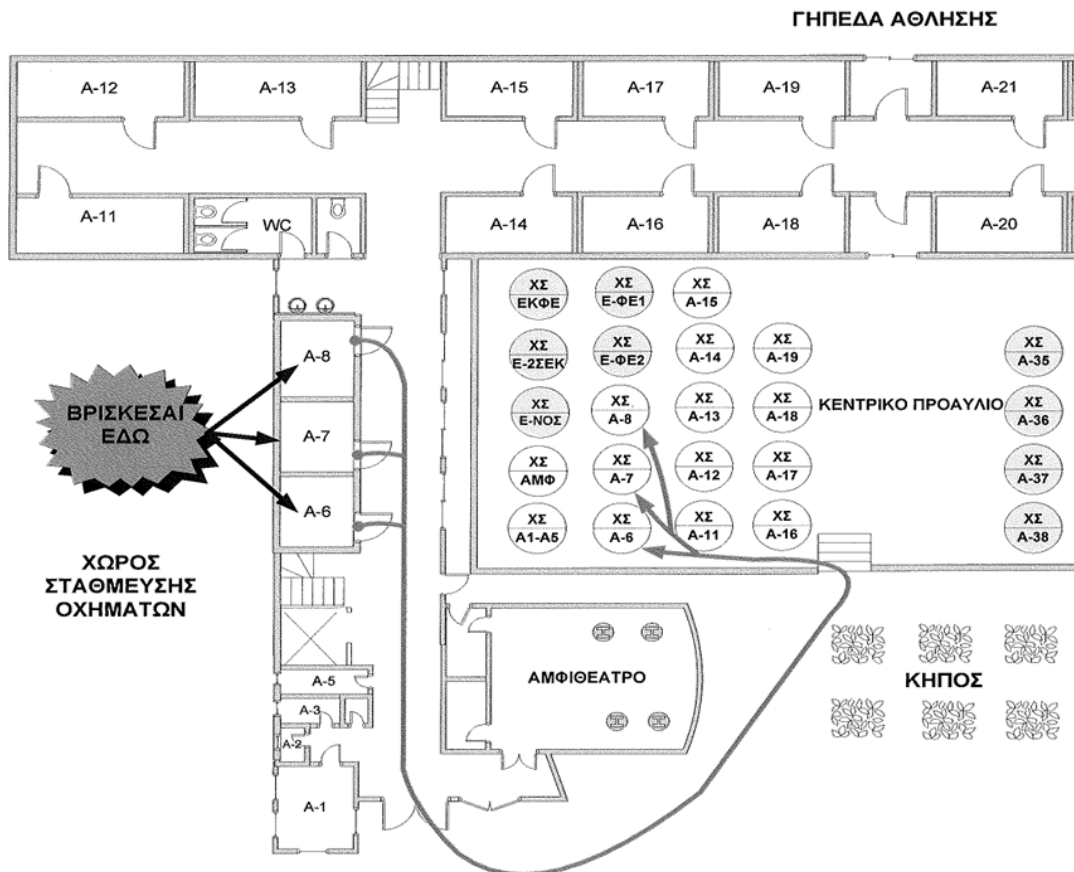 ΓΗΠΕΔΑ ΑΘΛΗΣΗΣ
A-12
A-13
A-15
A-17
A-19
A-21
A-11
WC
A-14
A-16
A-18
A-20
ΧΣ
ΕΚΦΕ
ΧΣ
Ε-ΦΕ1
ΧΣ
Α-15
ΧΣ
Ε-2ΣΕΚ
ΧΣ
Ε-ΦΕ2
ΧΣ
Α-14
ΧΣ
Α-19
ΧΣ
Α-35
ΧΣ
Ε-ΝΟΣ
ΧΣ
Α-8
ΧΣ
Α-13
ΧΣ
Α-18
ΚΕΝΤΡΙΚΟ ΠΡΟΑΥΛΙΟ
ΧΣ
Α-36
ΧΣ
ΑΜΦ
ΧΣ
Α-7
ΧΣ
Α-12
ΧΣ
Α-17
ΧΣ
Α-37
ΧΣ
Α1-Α5
ΧΣ
Α-6
ΧΣ
Α-11
ΧΣ
Α-16
ΧΣ
Α-38
A-8
A-7
A-6
ΒΡΙΣΚΕΣΑΙ
ΕΔΩ
ΧΩΡΟΣ
ΣΤΑΘΜΕΥΣΗΣ
ΟΧΗΜΑΤΩΝ
A-5
A-3
A-2
A-1
ΑΜΦΙΘΕΑΤΡΟ
ΚΗΠΟΣ